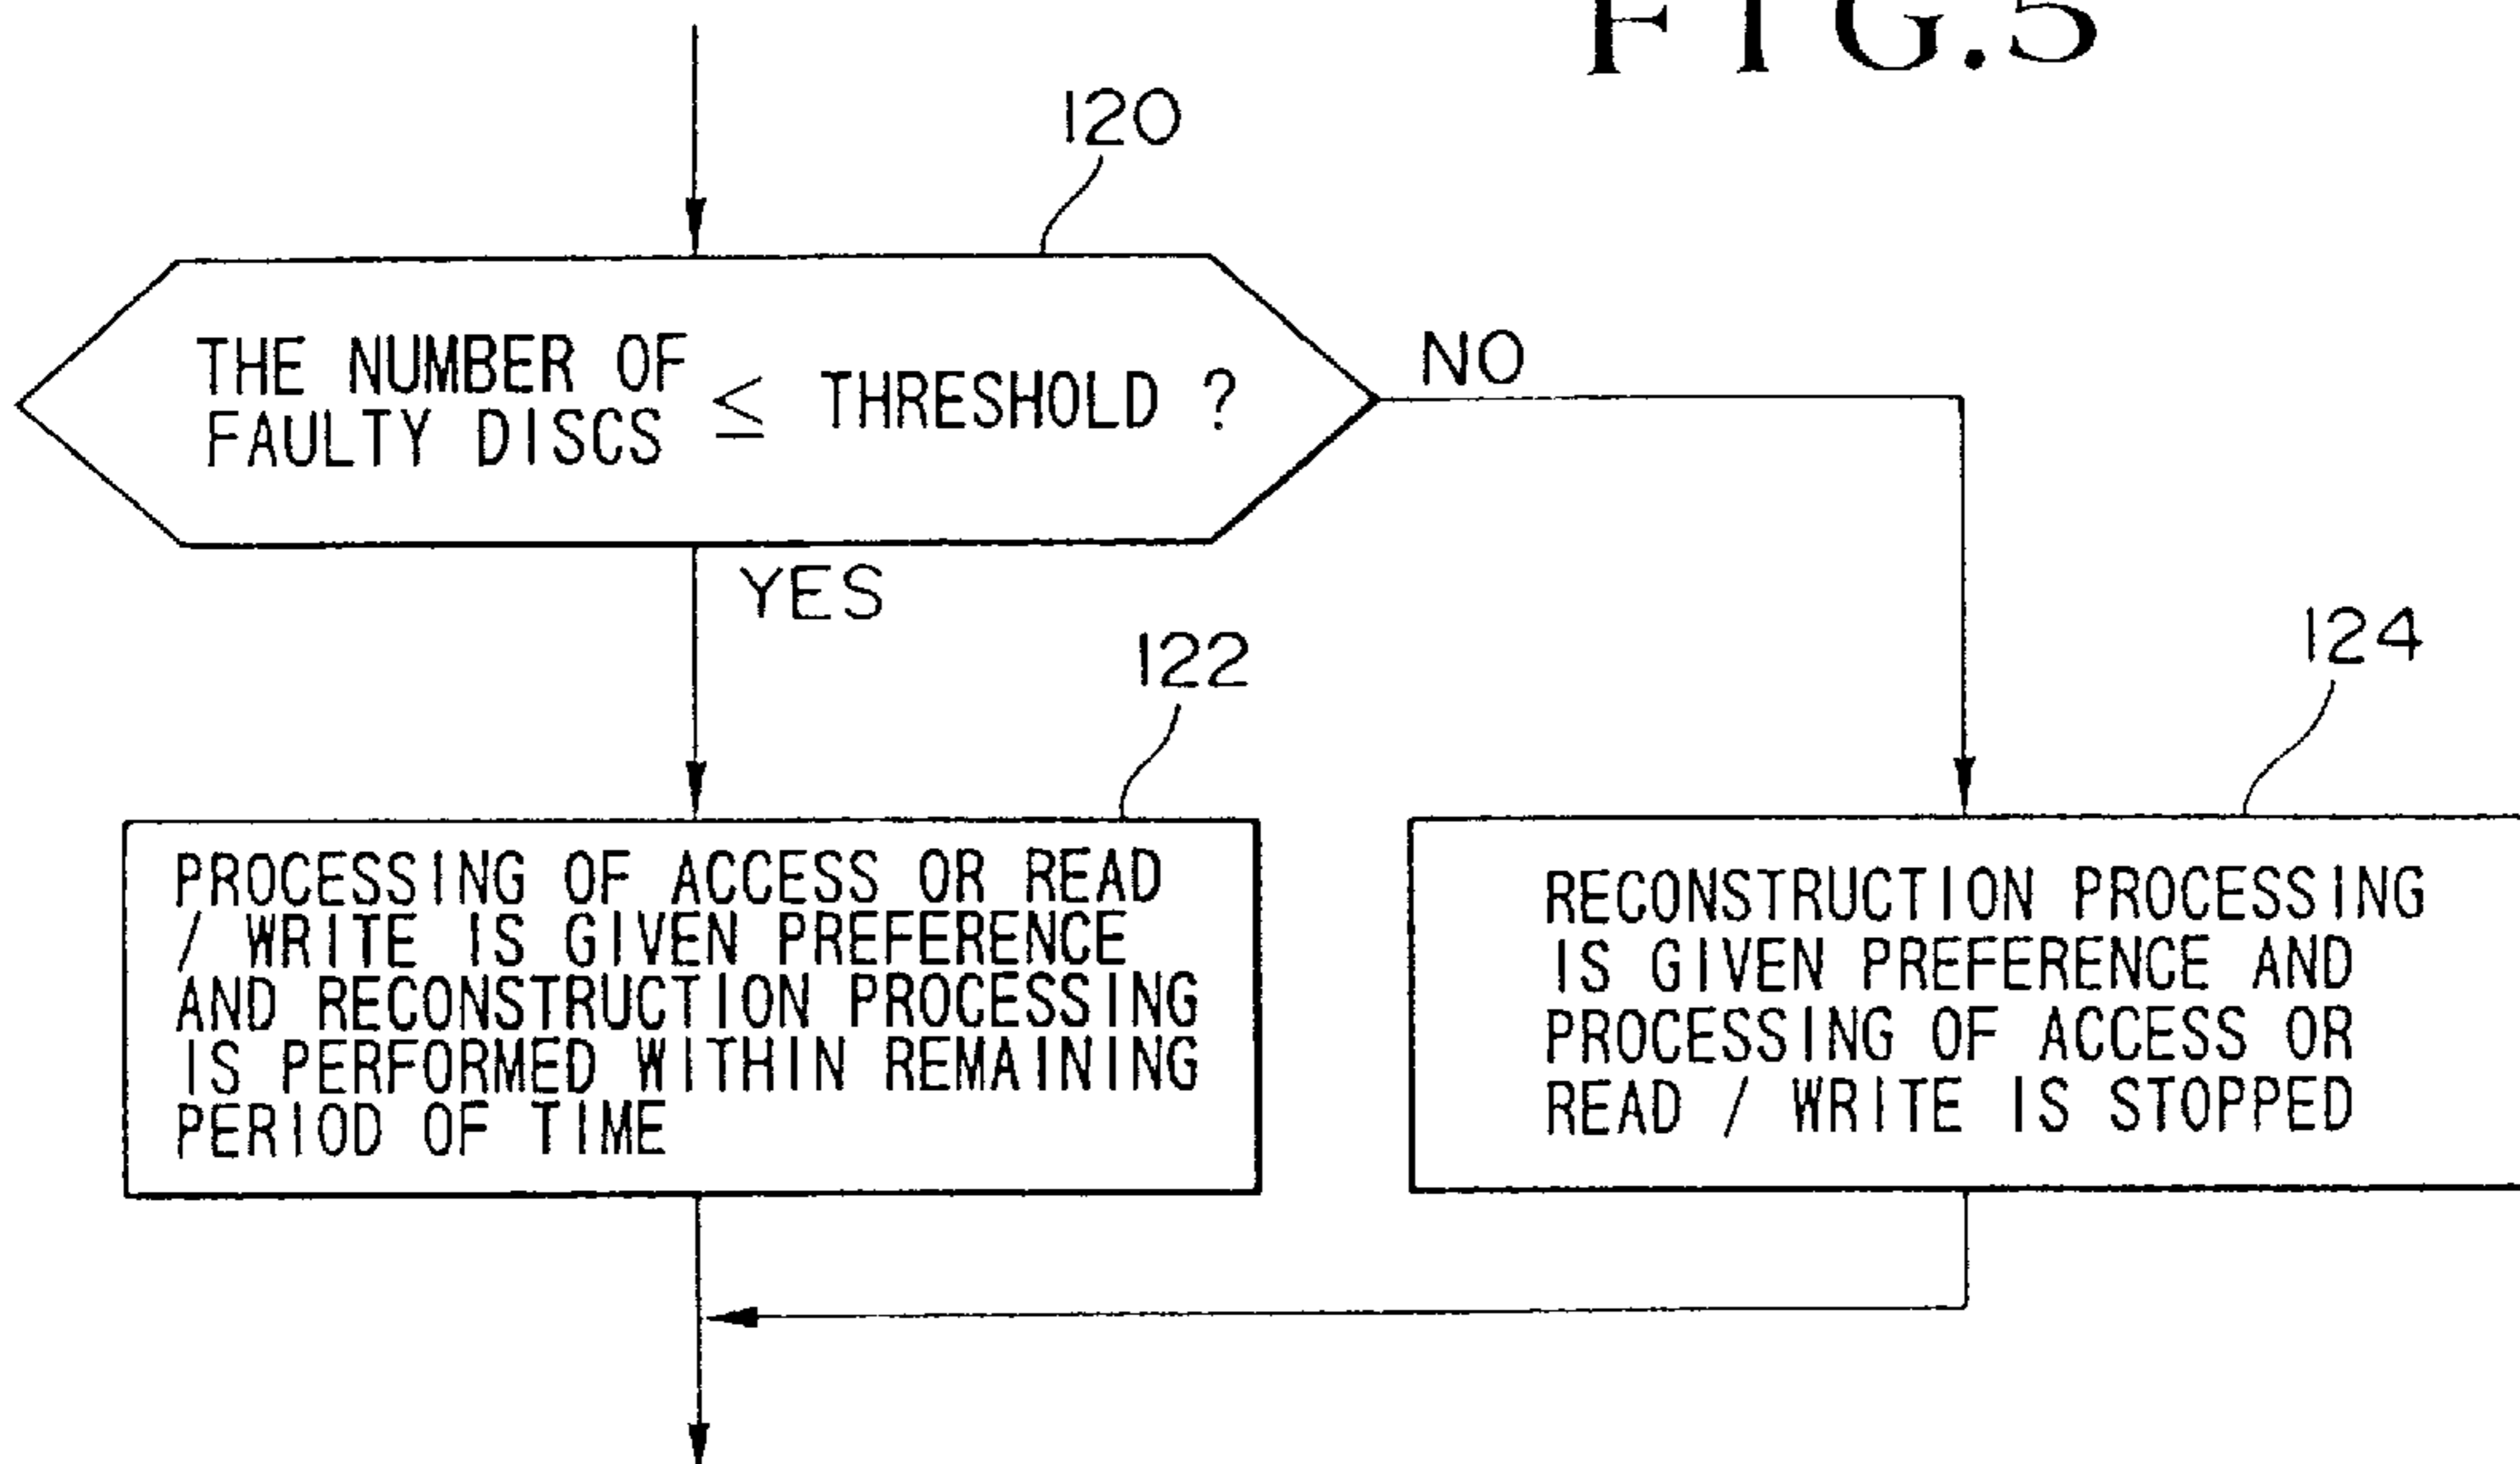 FIG.5
120
THE NUMBER OF
FAULTY DISCS ≤ THRESHOLD ?
NO
YES
122
124
PROCESSING OF ACCESS OR READ
/ WRITE IS GIVEN PREFERENCE
AND RECONSTRUCTION PROCESSING
IS PERFORMED WITHIN REMAINING
PERIOD OF TIME
RECONSTRUCTION PROCESSING
IS GIVEN PREFERENCE AND
PROCESSING OF ACCESS OR
READ / WRITE IS STOPPED